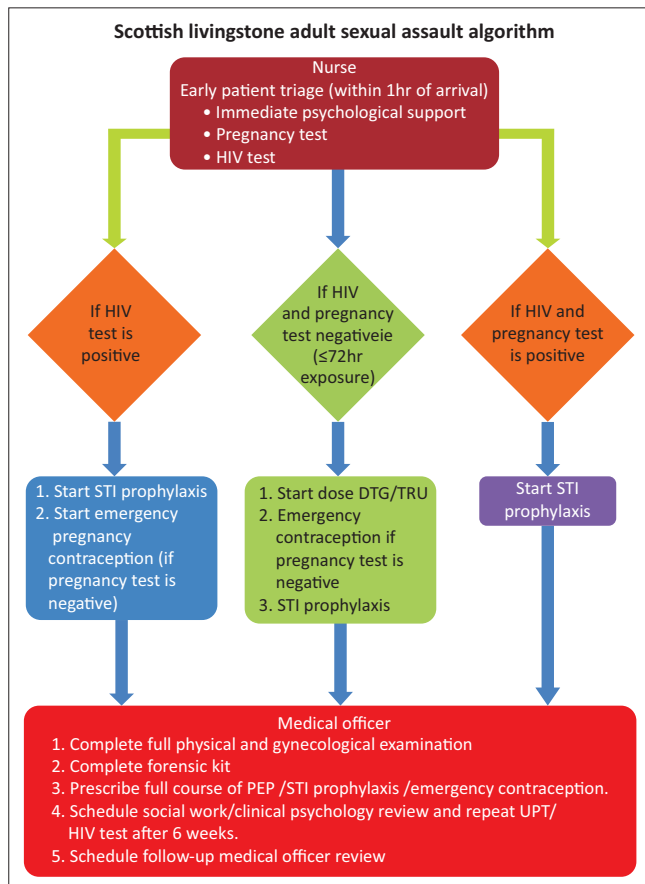 Scottish livingstone adult sexual assault algorithm
Nurse
Early patient triage (within 1hr of arrival)
• Immediate psychological support
• Pregnancy test
• HIV test
If HIV
test is
positive
If HIV
and pregnancy
test negativeie
(≤72hr
exposure)
If HIV and
pregnancy test
is positive
1. Start STI prophylaxis
2. Start emergency
pregnancy
contraception (if
pregnancy test is
negative)
1. Start dose DTG/TRU
2. Emergency
contraception if
pregnancy test is
negative
3. STI prophylaxis
Start STI
prophylaxis
Medical officer
1. Complete full physical and gynecological examination
2. Complete forensic kit
3. Prescribe full course of PEP /STI prophylaxis /emergency contraception.
4. Schedule social work/clinical psychology review and repeat UPT/
HIV test after 6 weeks.
5. Schedule follow-up medical officer review